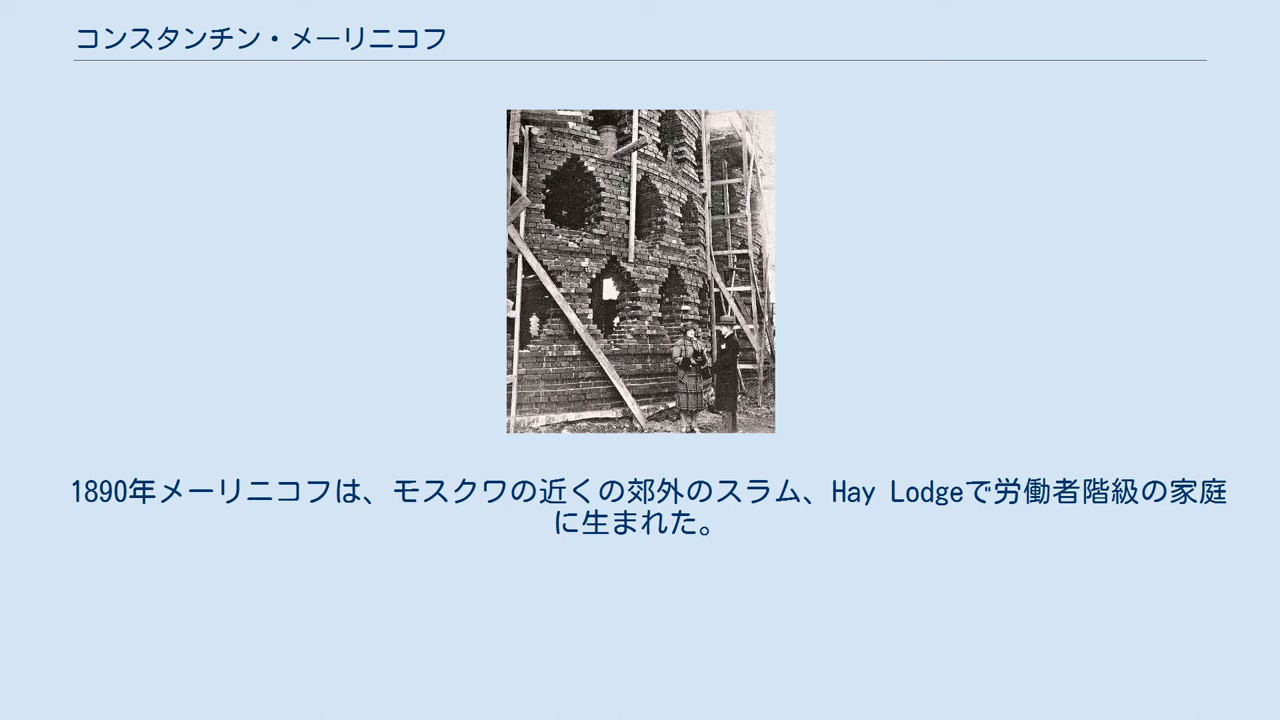 コンスタンチン・メーリニコフ
1890年メーリニコフは、モスクワの近くの郊外のスラム、Hay Lodgeで労働者階級の家庭
に生まれた。